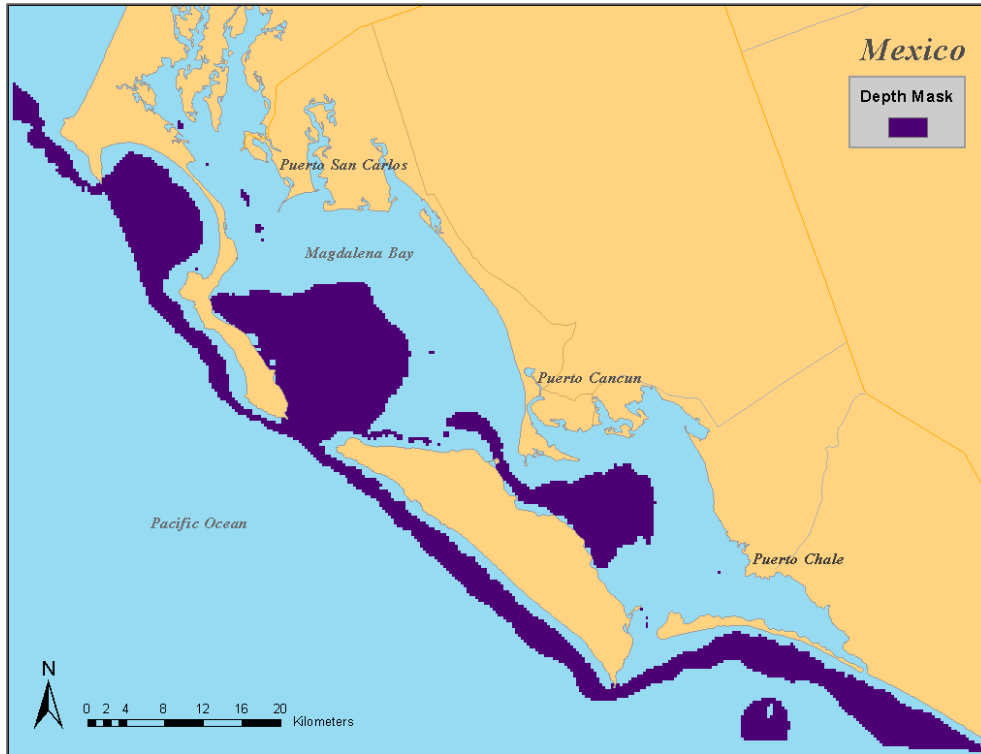 Mexico
Depth Mask
Puerto San Carlos
Magdalena Bay
Puerto Cancun
Pacific Ocean
Puerto Chale
N
0 2 4 8 12 16 20
Kilometers